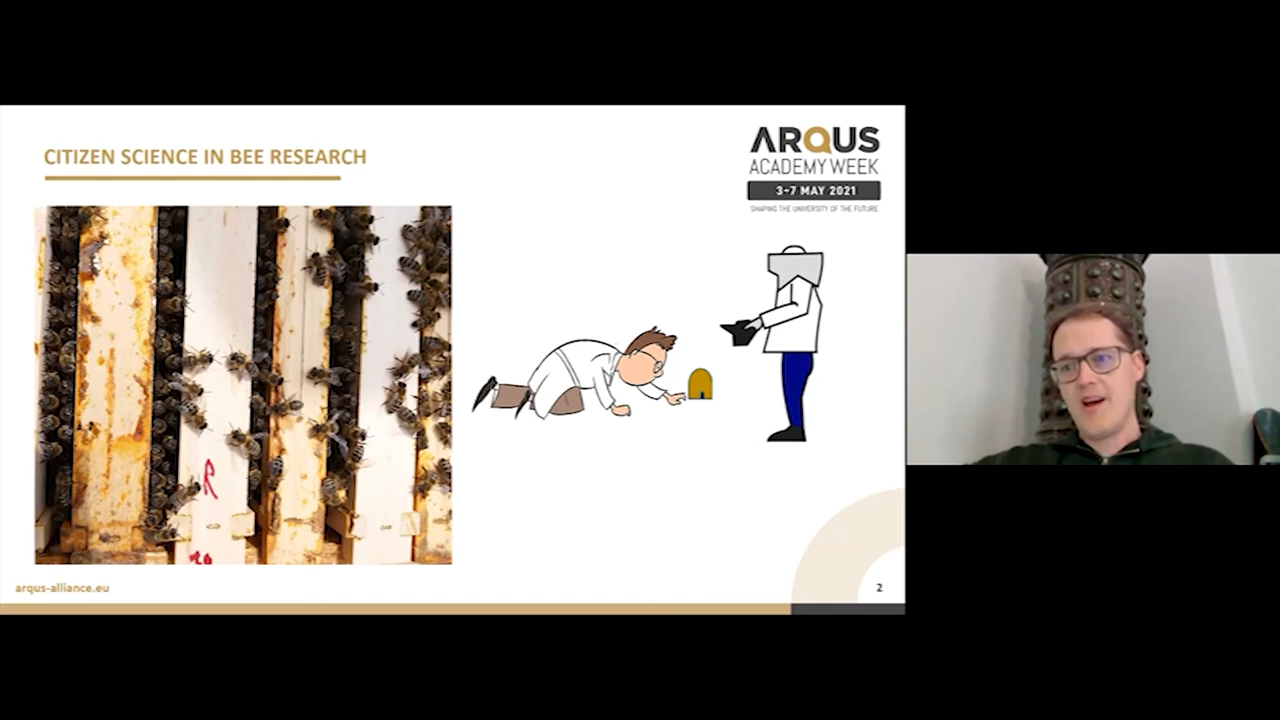 CITIZEN SCIENCE IN BEE RESEARCH
ARQUS
ACADEMY WEEK
3-7 MAY 2021
SHAPING THE UNIVERSITY OF THE FUTURE
arqus-alliance.eu
2